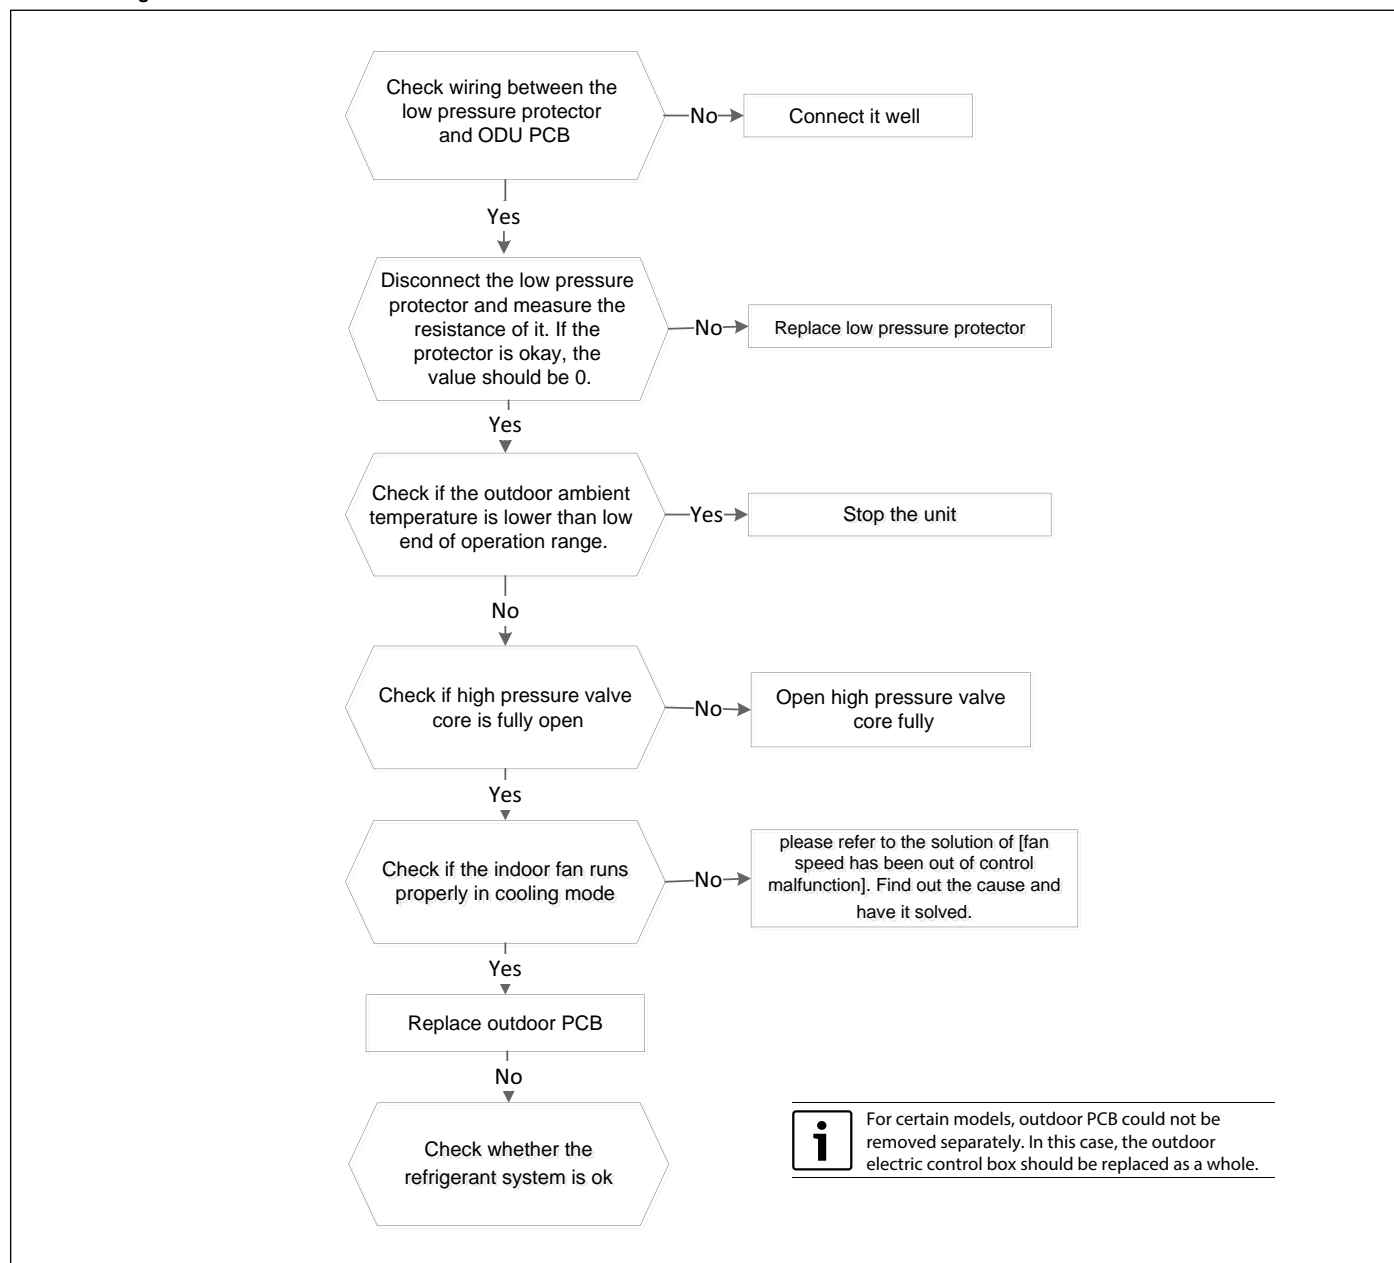 Check wiring between the
low pressure protector
and ODU PCB
No
Connect it well
Yes
Disconnect the low pressure
protector and measure the
resistance of it. If the
protector is okay, the
value should be 0.
No
Replace low pressure protector
Yes
Check if the outdoor ambient
temperature is lower than low
end of operation range.
Yes
Stop the unit
No
Check if high pressure valve
core is fully open
No
Open high pressure valve
core fully
Yes
Check if the indoor fan runs
properly in cooling mode
No
please refer to the solution of [fan
speed has been out of control
malfunction]. Find out the cause and
have it solved.
Yes
Replace outdoor PCB
No
Check whether the
refrigerant system is ok
For certain models, outdoor PCB could not be
removed separately. In this case, the outdoor
electric control box should be replaced as a whole.